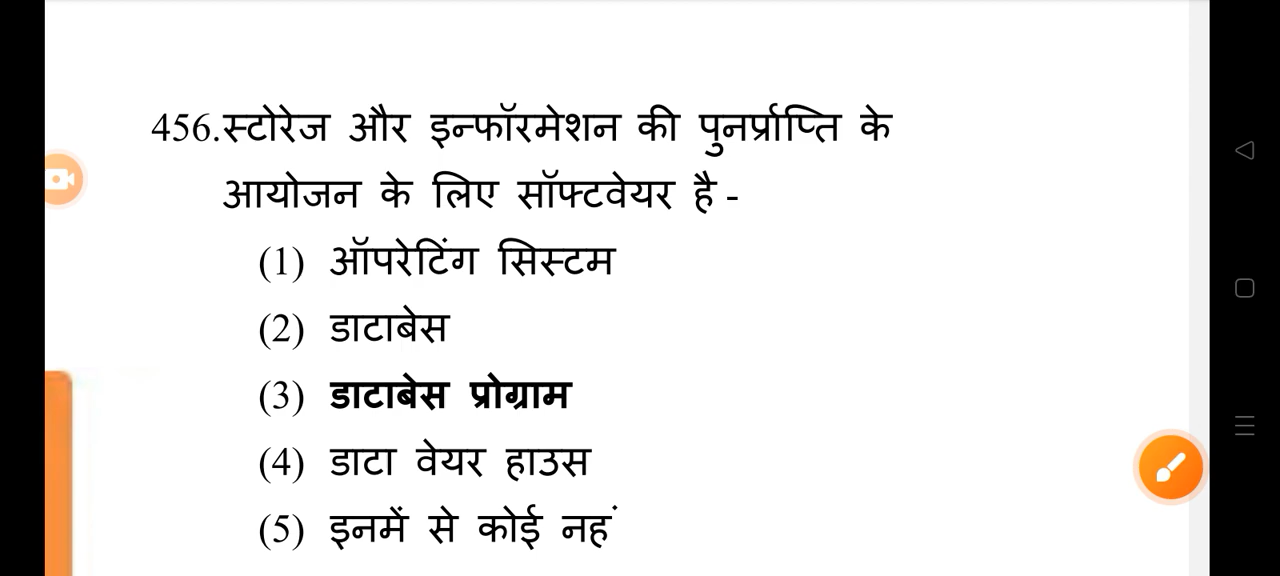 456.स्टोरेज और इन्फॉरमेशन की पुनर्प्राप्ति के
आयोजन के लिए सॉफ्टवेयर है -
(1) ऑपरेटिंग सिस्टम
(2) डाटाबेस
(3) डाटाबेस प्रोग्राम
(4) डाटा वेयर हाउस
(5) इनमें से कोई नहं